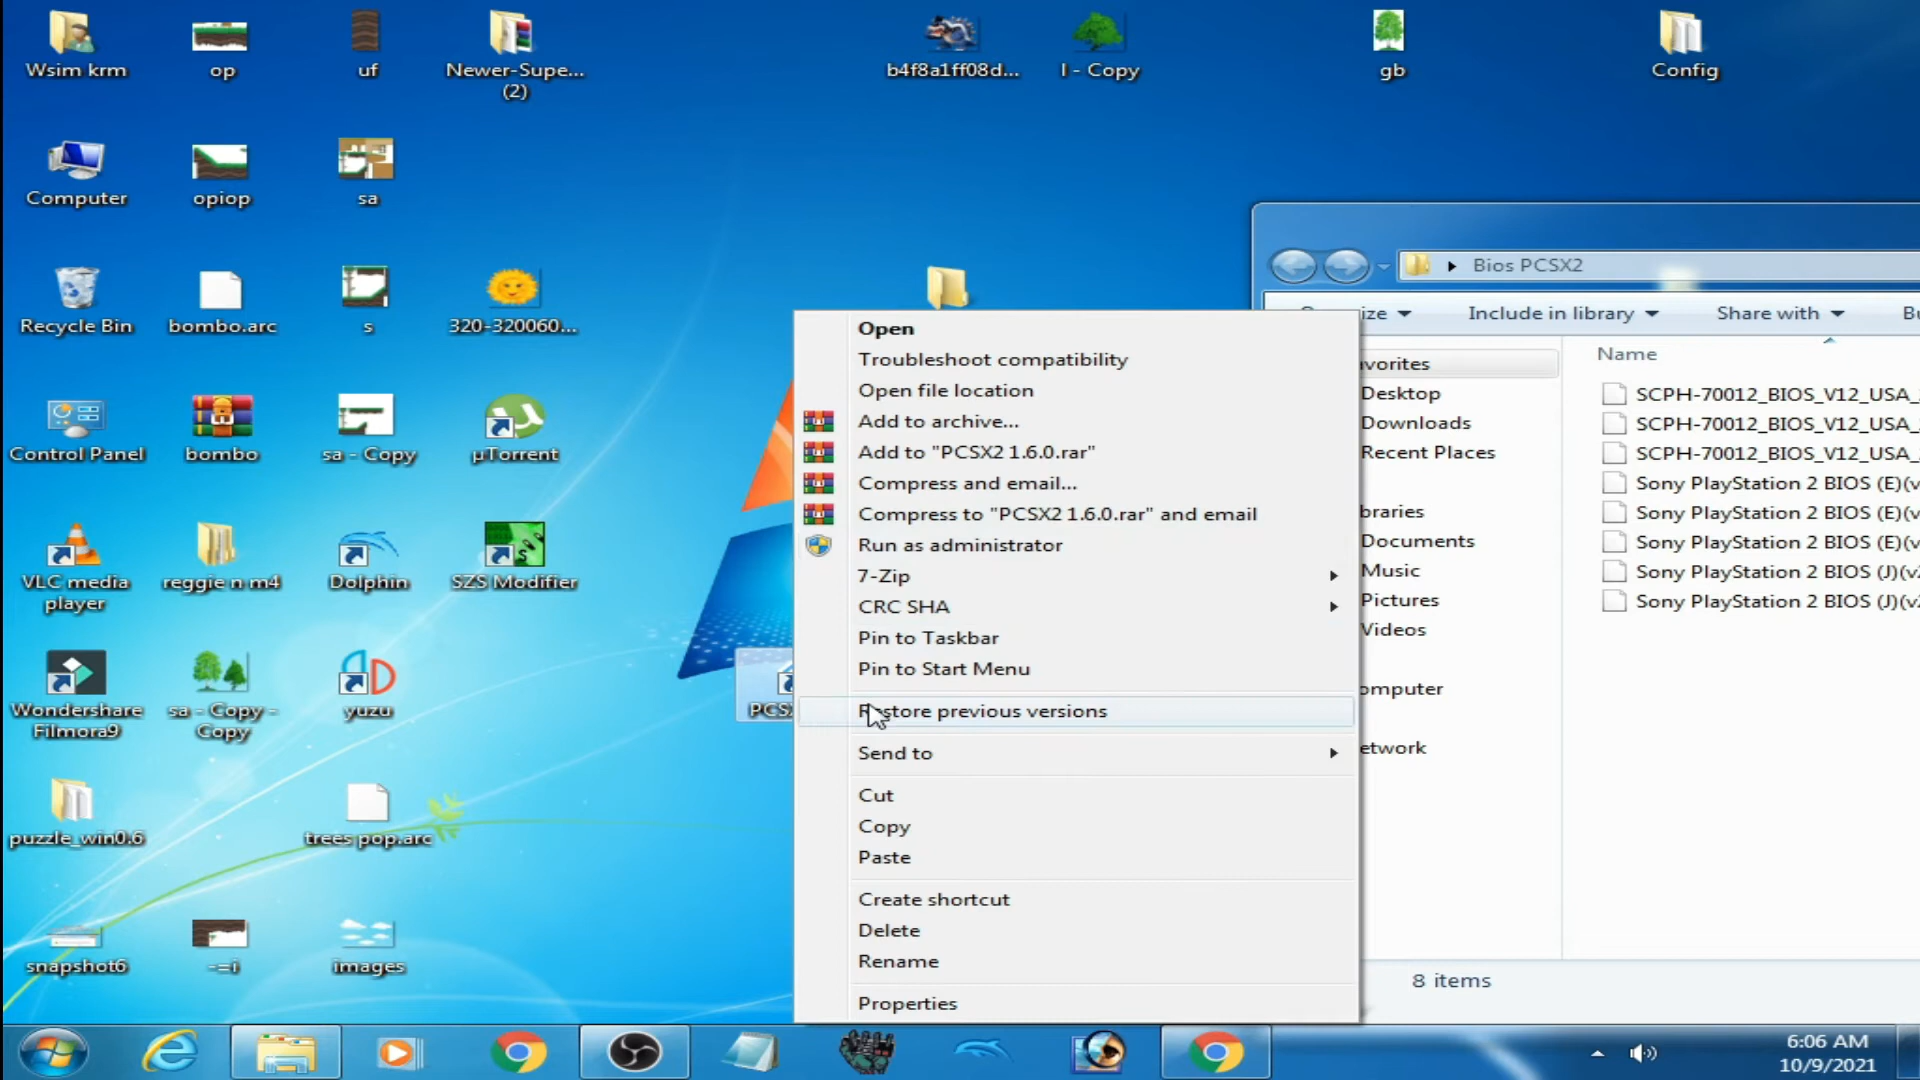 Wsim krm
op
uf
Newer-Supe...
(2)
b4f8a1ff08d...
l - Copy
gb
Config
Computer
opiop
sa
Recycle Bin
bombo.arc
s
320-320060...
Control Panel
bombo
sa - Copy
µTorrent
VLC media
player
reggie n m4
Dolphin
SZS Modifier
Wondershare
Filmora9
sa - Copy -
Copy
yuzu
PCSX
puzzle_win0.6
trees pop.arc
snapshot6
-=i
images
Open
Troubleshoot compatibility
Open file location
Add to archive...
Add to "PCSX2 1.6.0.rar"
Compress and email...
Compress to "PCSX2 1.6.0.rar" and email
Run as administrator
7-Zip
CRC SHA
Pin to Taskbar
Pin to Start Menu
Restore previous versions
Send to
Cut
Copy
Paste
Create shortcut
Delete
Rename
Properties
Bios PCSX2
ize
Include in library
Share with
Bu
Name
vorites
Desktop
Downloads
Recent Places
braries
Documents
Music
Pictures
Videos
omputer
etwork
SCPH-70012_BIOS_V12_USA_
SCPH-70012_BIOS_V12_USA_
SCPH-70012_BIOS_V12_USA_
Sony PlayStation 2 BIOS (E)(v
Sony PlayStation 2 BIOS (E)(v
Sony PlayStation 2 BIOS (E)(v
Sony PlayStation 2 BIOS (J)(v
Sony PlayStation 2 BIOS (J)(v
8 items
6:06 AM
10/9/2021